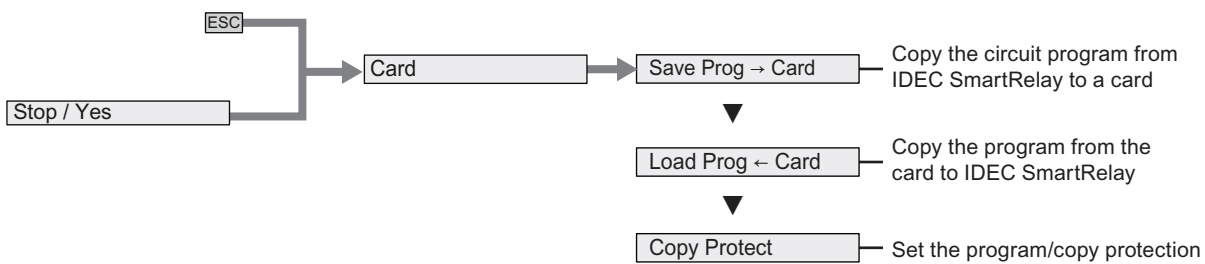 ESC
Stop / Yes
Card
Save Prog → Card
Copy the circuit program from
IDEC SmartRelay to a card
Load Prog ← Card
Copy the program from the
card to IDEC SmartRelay
Copy Protect
Set the program/copy protection